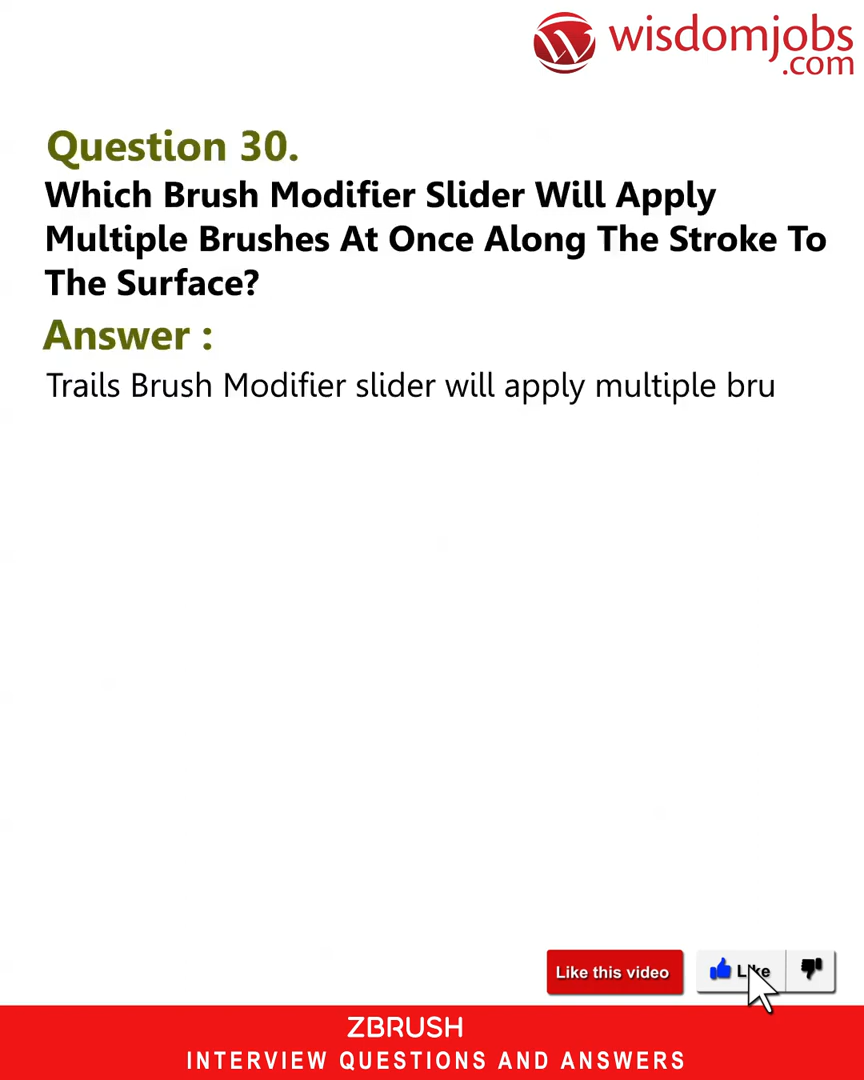 wisdomjobs
.com
Question 30.
Which Brush Modifier Slider Will Apply
Multiple Brushes At Once Along The Stroke To
The Surface?
Answer :
Trails Brush Modifier slider will apply multiple bru
Like this video
Like
ZBRUSH
INTERVIEW QUESTIONS AND ANSWERS